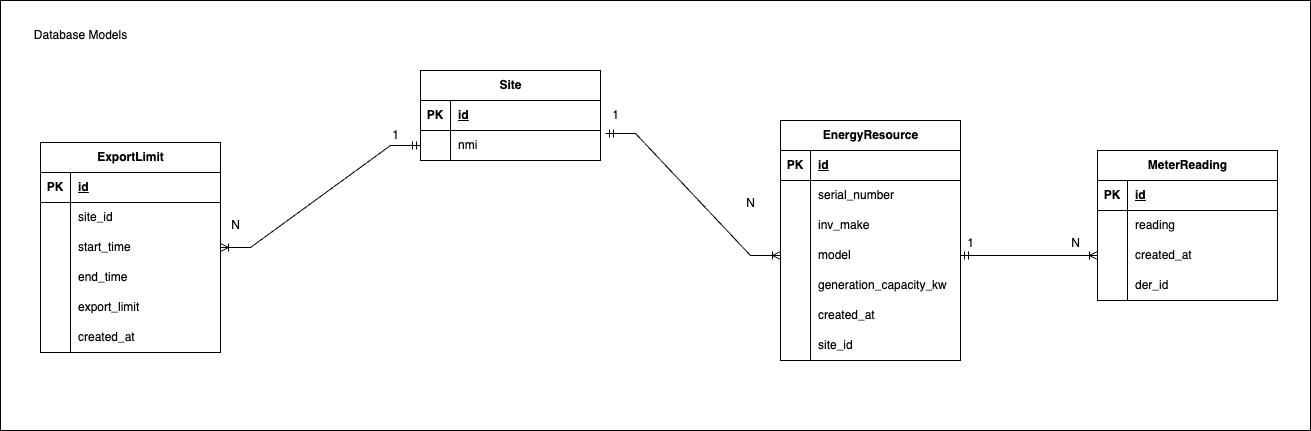 Database Models
Site
PK id
nmi
1
1
ExportLimit
PK id
site_id
start_time
end_time
export_limit
created_at
N
N
EnergyResource
PK id
serial_number
inv_make
model
generation_capacity_kw
created_at
site_id
1
N
MeterReading
PK id
reading
created_at
der_id